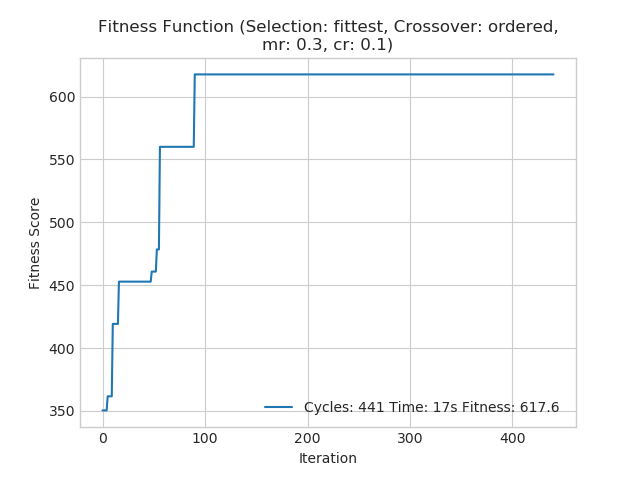 Fitness Function (Selection: fittest, Crossover: ordered,
mr: 0.3, cr: 0.1)
600
550
500
450
400
350
Fitness Score
Cycles: 441 Time: 17s Fitness: 617.6
0 100 200 300 400
Iteration